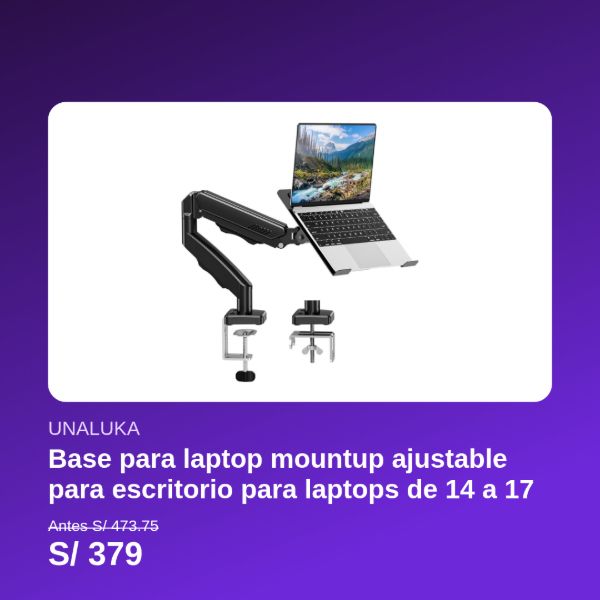 UNALUKA
Base para laptop mountup ajustable
para escritorio para laptops de 14 a 17
Antes S/ 473.75
S/ 379